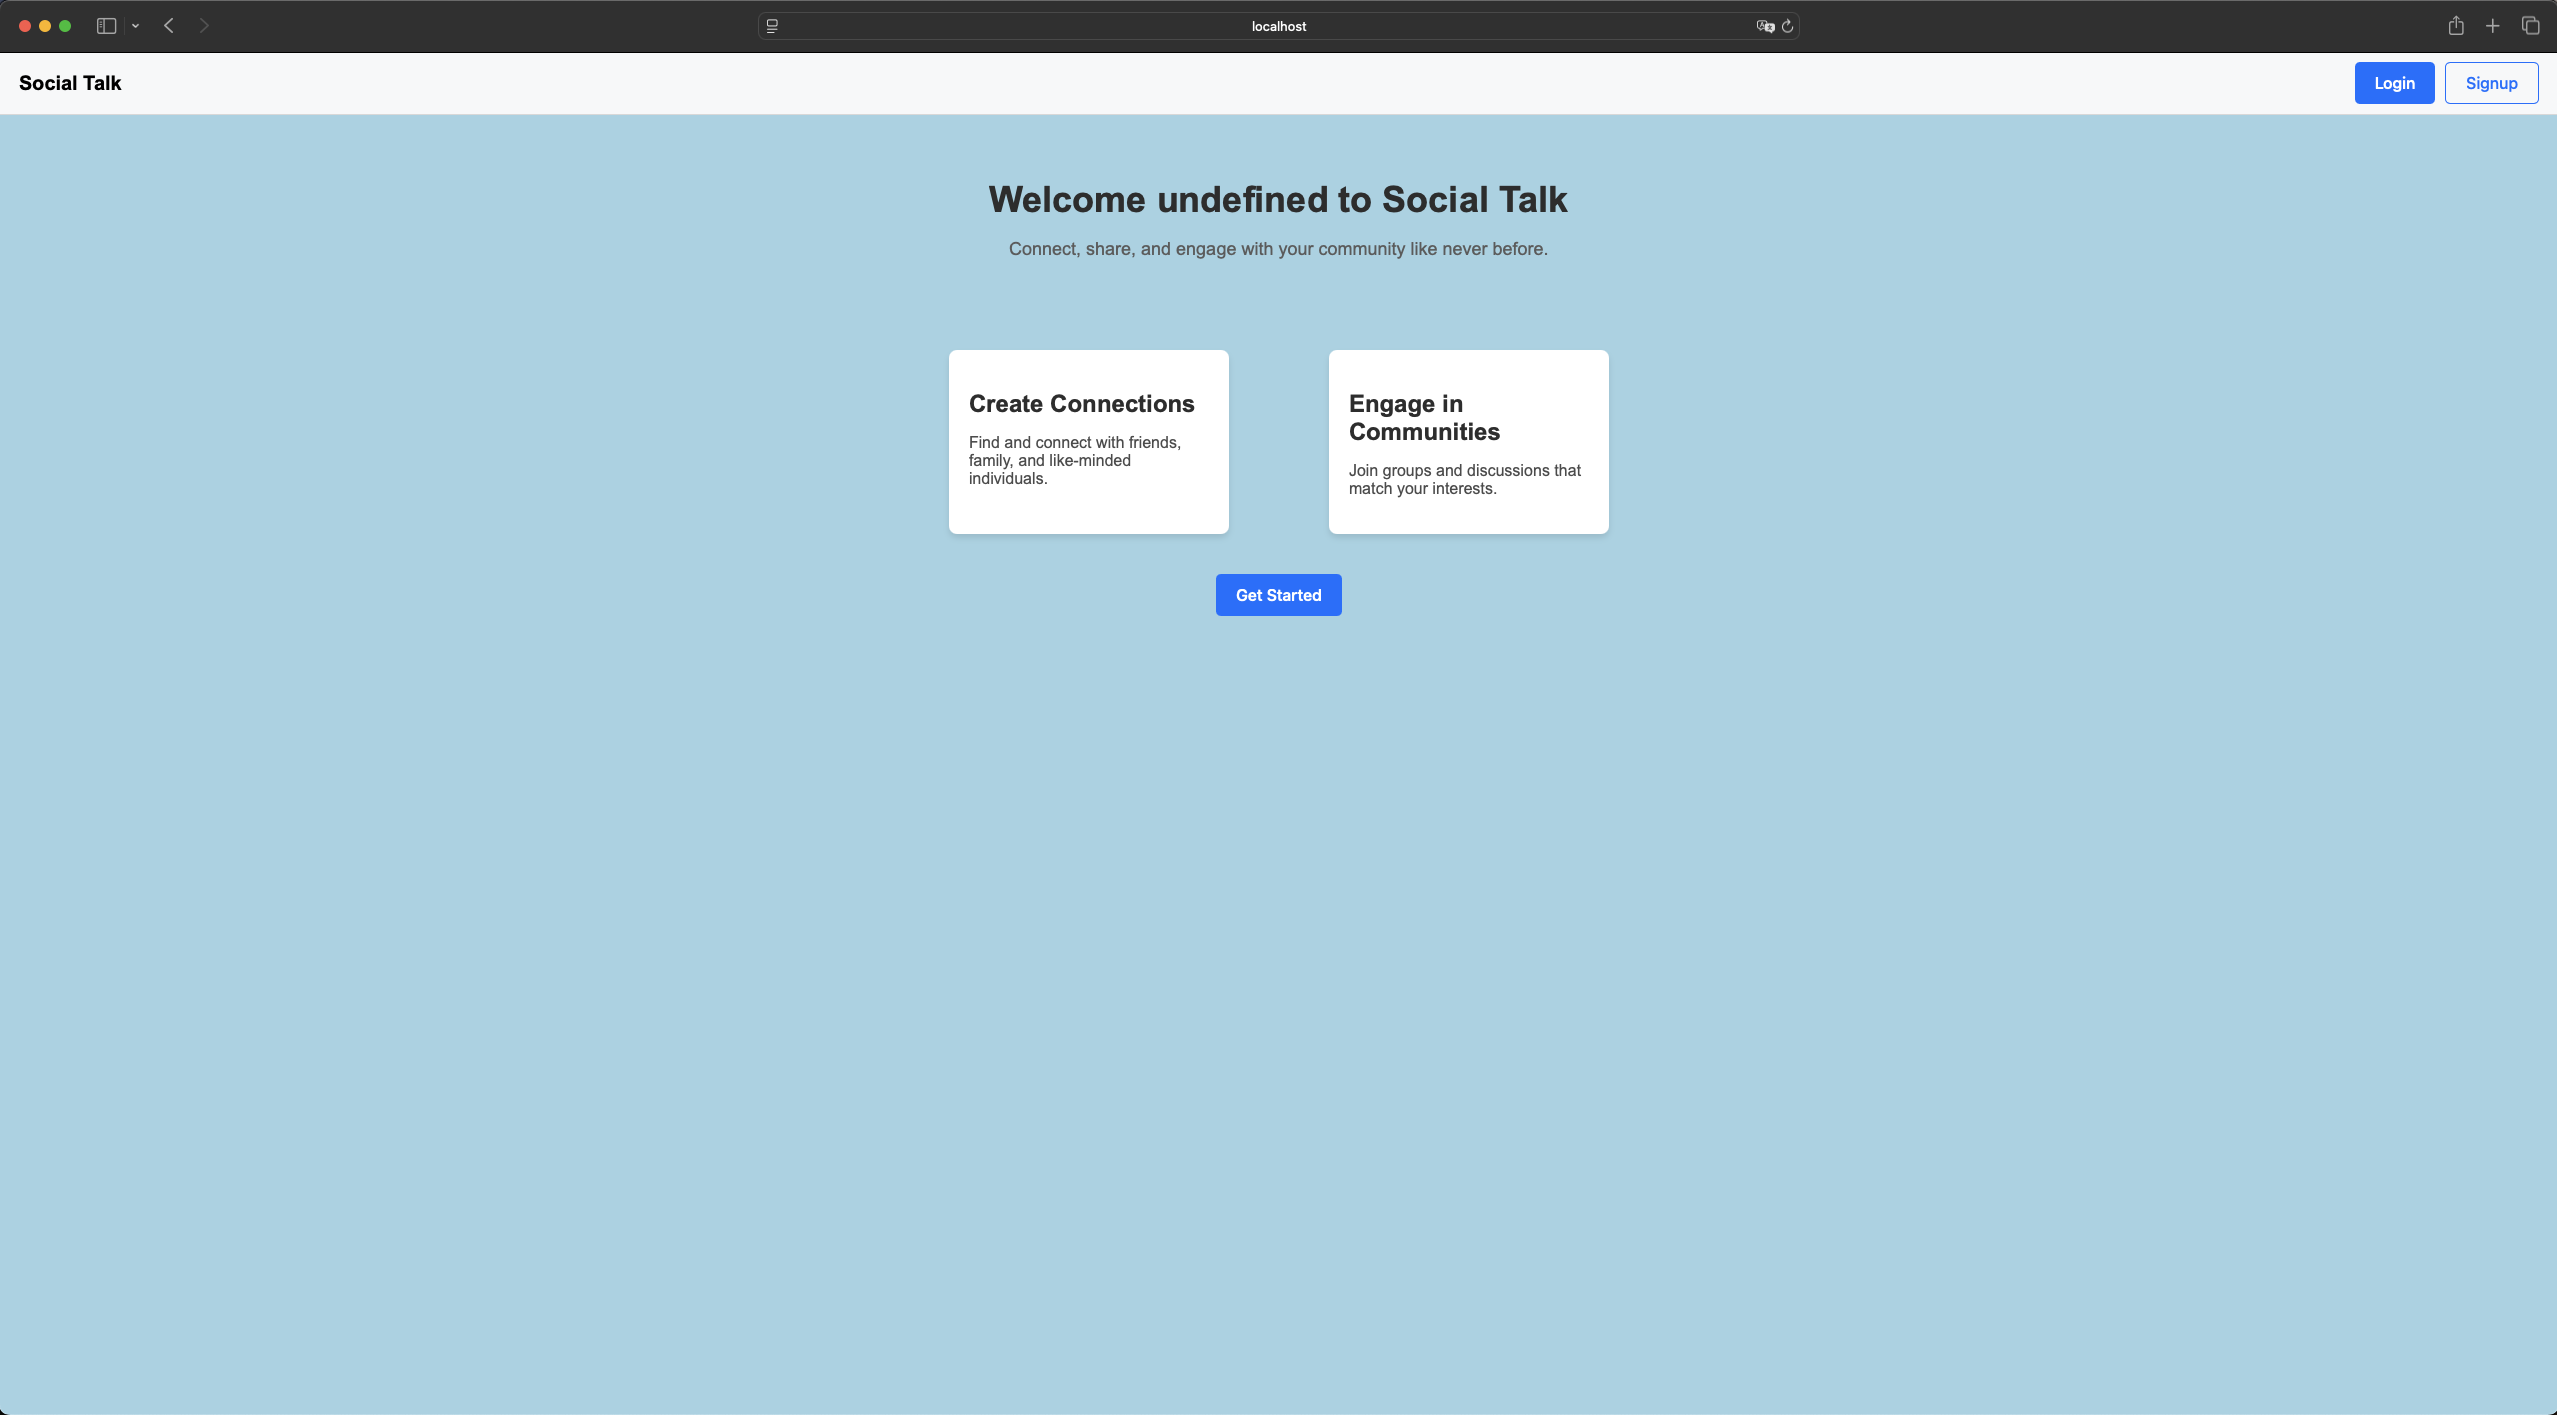 localhost
Social Talk
Login
Signup
Welcome undefined to Social Talk
Connect, share, and engage with your community like never before.
Create Connections
Find and connect with friends,
family, and like-minded
individuals.
Engage in
Communities
Join groups and discussions that
match your interests.
Get Started